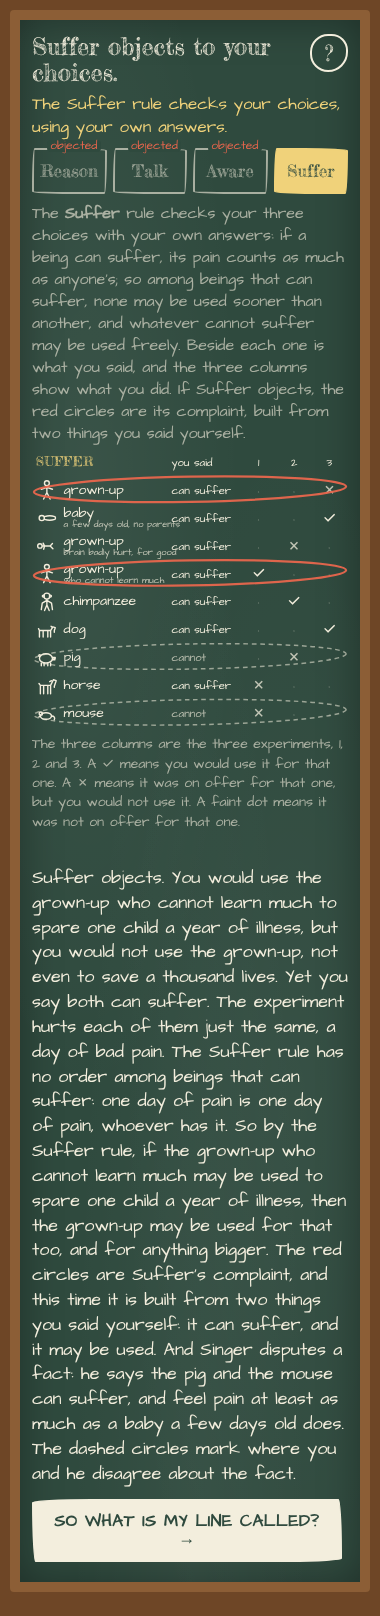 Suffer objects to your
choices.
?
The Suffer rule checks your choices,
using your own answers.
objected objected objected
Reason Talk Aware Suffer
The Suffer rule checks your three
choices with your own answers: if a
being can suffer, its pain counts as much
as anyone's; so among beings that can
suffer, none may be used sooner than
another, and whatever cannot suffer
may be used freely. Beside each one is
what you said, and the three columns
show what you did. If Suffer objects, the
red circles are its complaint, built from
two things you said yourself.
SUFFER you said 1 2 3
grown-up can suffer · · ×
baby can suffer · · ✓
a few days old, no parents
grown-up can suffer · × ·
brain badly hurt, for good
grown-up can suffer ✓ · ·
who cannot learn much
chimpanzee can suffer · ✓ ·
dog can suffer · · ✓
pig cannot · × ·
horse can suffer × · ·
mouse cannot × · ·
The three columns are the three experiments, 1,
2 and 3. A ✓ means you would use it for that
one. A × means it was on offer for that one,
but you would not use it. A faint dot means it
was not on offer for that one.
Suffer objects. You would use the
grown-up who cannot learn much to
spare one child a year of illness, but
you would not use the grown-up, not
even to save a thousand lives. Yet you
say both can suffer. The experiment
hurts each of them just the same, a
day of bad pain. The Suffer rule has
no order among beings that can
suffer: one day of pain is one day
of pain, whoever has it. So by the
Suffer rule, if the grown-up who
cannot learn much may be used to
spare one child a year of illness, then
the grown-up may be used for that
too, and for anything bigger. The red
circles are Suffer's complaint, and
this time it is built from two things
you said yourself: it can suffer, and
it may be used. And Singer disputes a
fact: he says the pig and the mouse
can suffer, and feel pain at least as
much as a baby a few days old does.
The dashed circles mark where you
and he disagree about the fact.
SO WHAT IS MY LINE CALLED?
→